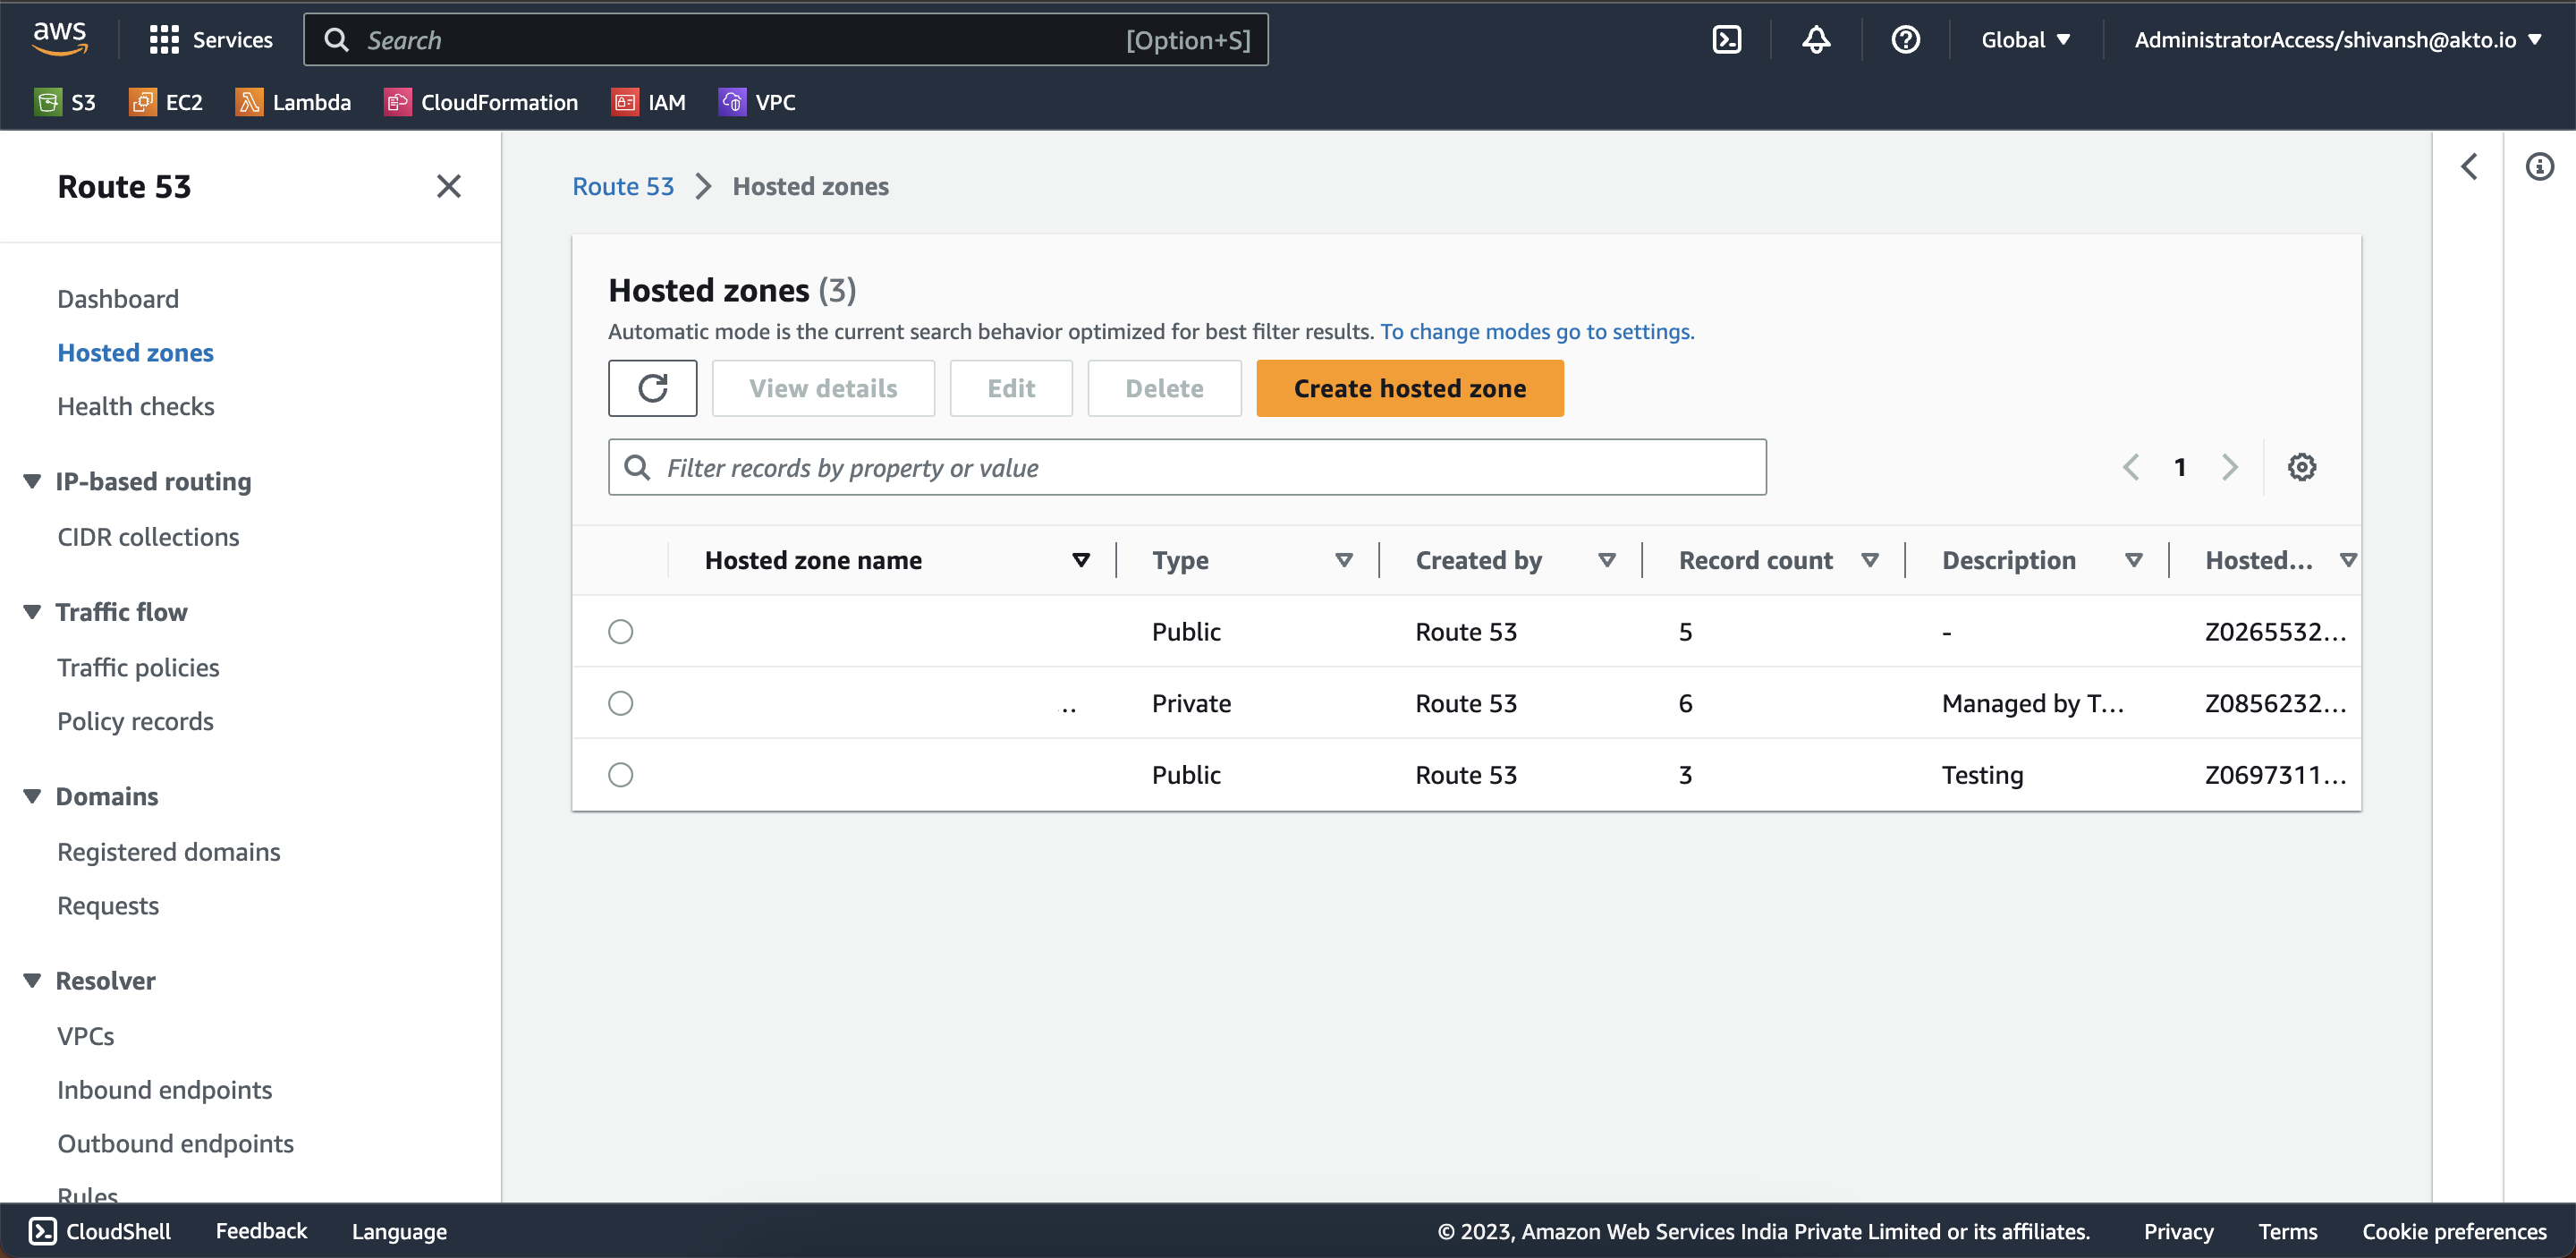 aws Services Search [Option+S] Global AdministratorAccess/shivansh@akto.io
S3 EC2 Lambda CloudFormation IAM VPC
Route 53
Dashboard
Hosted zones
Health checks
IP-based routing
CIDR collections
Traffic flow
Traffic policies
Policy records
Domains
Registered domains
Requests
Resolver
VPCs
Inbound endpoints
Outbound endpoints
Rules
Route 53 Hosted zones
Hosted zones (3)
Automatic mode is the current search behavior optimized for best filter results. To change modes go to settings.
View details Edit Delete Create hosted zone
Filter records by property or value 1
Hosted zone name Type Created by Record count Description Hosted...
Public Route 53 5 - Z0265532...
... Private Route 53 6 Managed by T... Z0856232...
Public Route 53 3 Testing Z0697311...
CloudShell Feedback Language © 2023, Amazon Web Services India Private Limited or its affiliates. Privacy Terms Cookie preferences